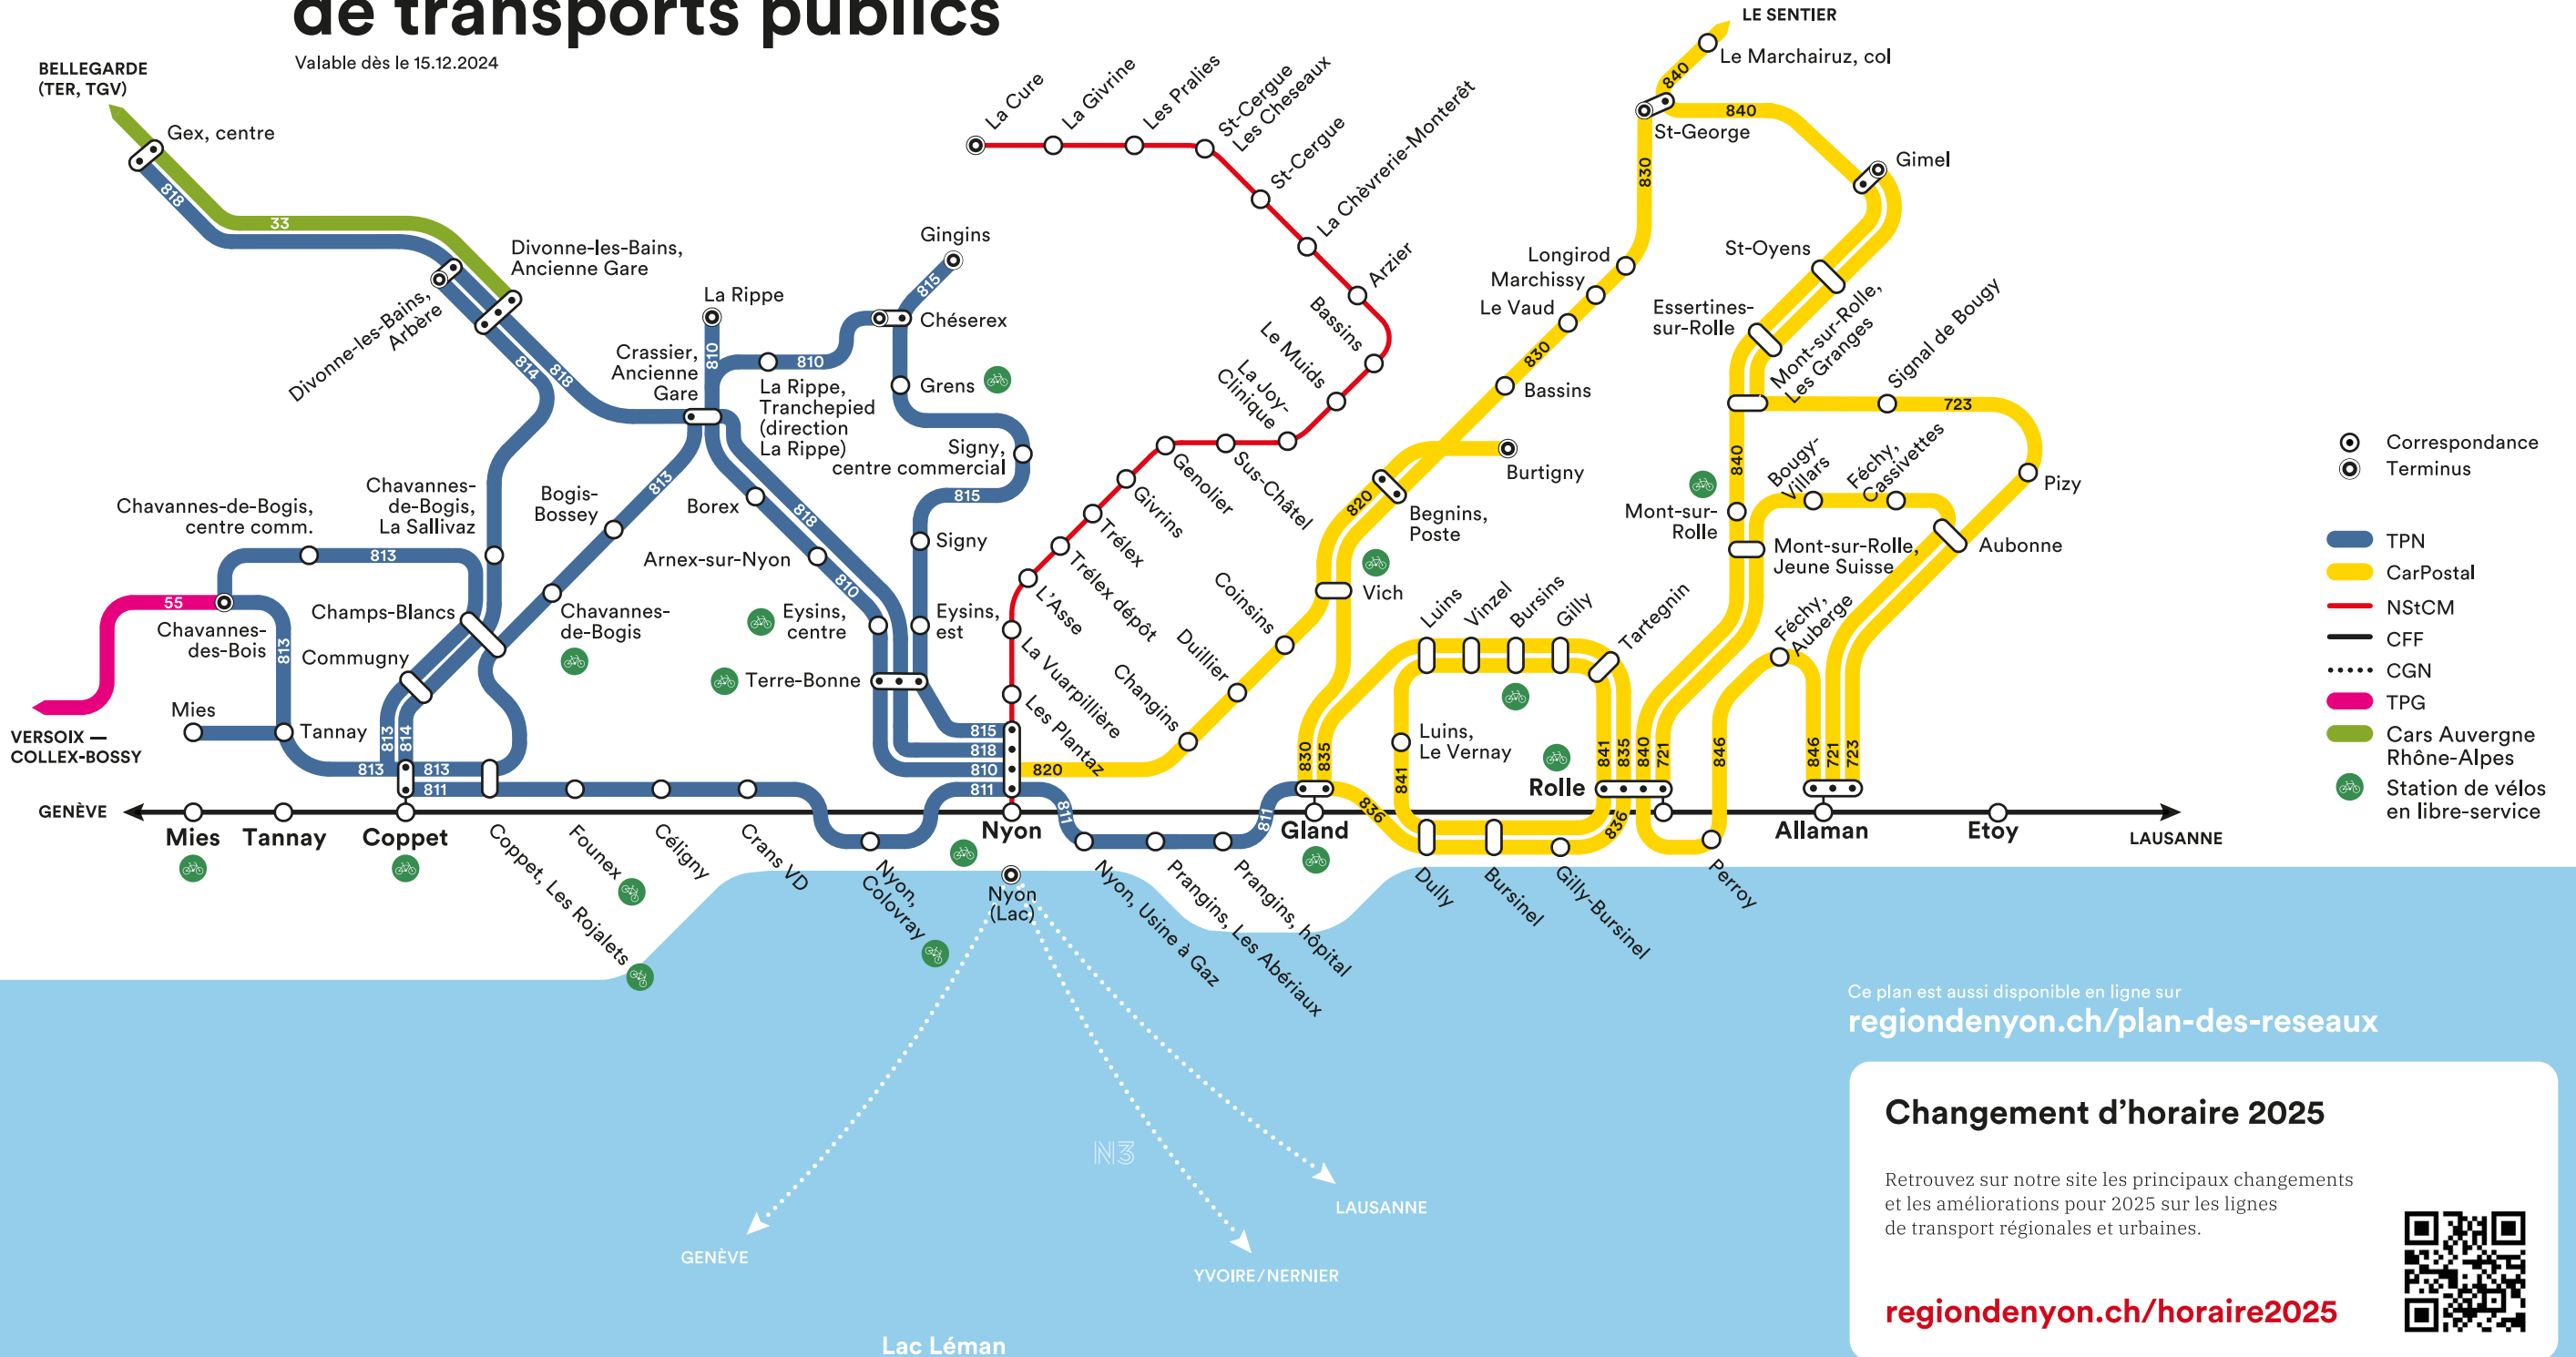 de transports publics
Valable dès le 15.12.2024
BELLEGARDE
(TER, TGV)
Gex, centre
818
33
Divonne-les-Bains,
Ancienne Gare
Divonne-les-Bains,
Arbère
814
818
La Rippe
810
Crassier,
Ancienne
Gare
810
La Rippe,
Tranchepied
(direction
La Rippe)
Gingins
815
Chéserex
Grens
Signy,
centre commercial
815
Signy
Eysins,
est
Chavannes-de-Bogis,
centre comm.
813
Chavannes-
de-Bogis,
La Sallivaz
Bogis-
Bossey
813
Borex
818
Arnex-sur-Nyon
810
Eysins,
centre
Terre-Bonne
55
Chavannes-
des-Bois
813
Champs-Blancs
Chavannes-
de-Bogis
Commugny
VERSOIX —
COLLEX-BOSSY
Mies
Tannay
813
814
813
813
811
815
818
810
811
820
La Cure
La Givrine
Les Pralies
St-Cergue
Les Cheseaux
St-Cergue
La Chèvrerie-Monterêt
Arzier
Bassins
Le Muids
La Joy-
Clinique
Sus-Châtel
Genolier
Givrins
Trélex
Trélex dépôt
L'Asse
La Vuarpillière
Les Plantaz
LE SENTIER
Le Marchairuz, col
840
840
St-George
830
Gimel
Longirod
Marchissy
Le Vaud
830
Bassins
Burtigny
820
Begnins,
Poste
Vich
Coinsins
Duillier
Changins
St-Oyens
Essertines-
sur-Rolle
Mont-sur-Rolle,
Les Granges
Signal de Bougy
723
Pizy
840
Bougy-
Villars
Féchy,
Cassivettes
Mont-sur-
Rolle
Mont-sur-Rolle,
Jeune Suisse
Aubonne
Féchy,
Auberge
Luins
Vinzel
Bursins
Gilly
Tartegnin
Luins,
Le Vernay
830
835
841
841
835
840
721
846
846
721
723
Rolle
811
811
836
836
GENÈVE
Mies
Tannay
Coppet
Nyon
Gland
Allaman
Etoy
LAUSANNE
Coppet, Les Rojalets
Founex
Céligny
Crans VD
Nyon,
Colovray
Nyon
(Lac)
Nyon, Usine à Gaz
Prangins, Les Abériaux
Prangins, hôpital
Dully
Bursinel
Gilly-Bursinel
Perroy
Correspondance
Terminus
TPN
CarPostal
NStCM
CFF
CGN
TPG
Cars Auvergne
Rhône-Alpes
Station de vélos
en libre-service
N3
GENÈVE
YVOIRE/NERNIER
LAUSANNE
Lac Léman
Ce plan est aussi disponible en ligne sur
regiondenyon.ch/plan-des-reseaux
Changement d'horaire 2025
Retrouvez sur notre site les principaux changements
et les améliorations pour 2025 sur les lignes
de transport régionales et urbaines.
regiondenyon.ch/horaire2025